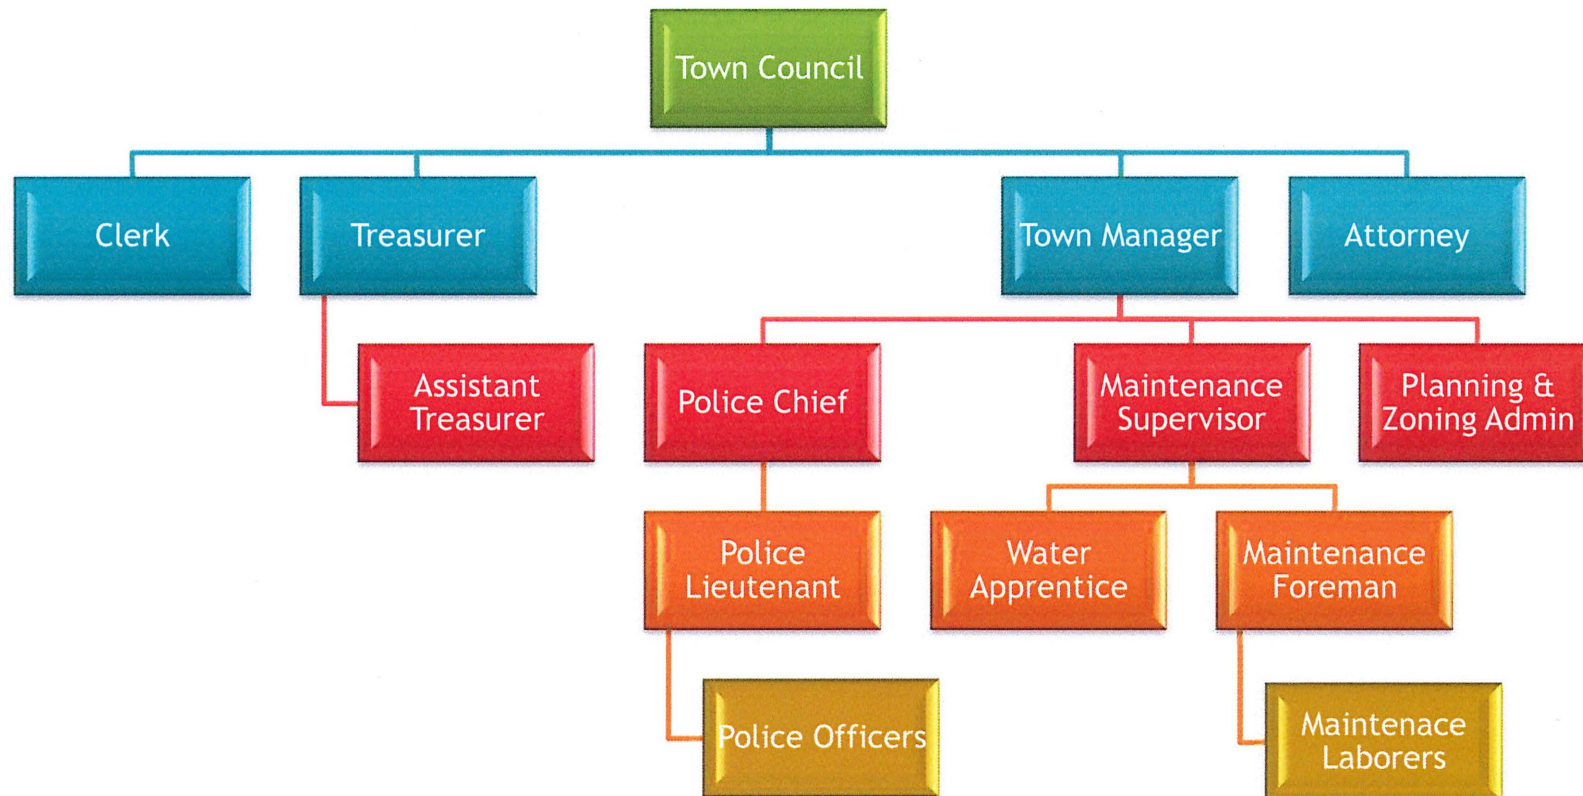 Town Council
Clerk
Treasurer
Town Manager
Attorney
Assistant
Treasurer
Police Chief
Maintenance
Supervisor
Planning &
Zoning Admin
Police
Lieutenant
Water
Apprentice
Maintenance
Foreman
Police Officers
Maintenace
Laborers